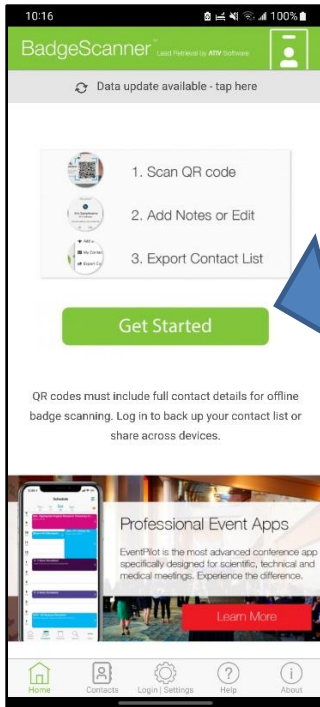 10:16
100%
BadgeScanner™ Lead Retrieval by ATIV Software
Data update available - tap here
1. Scan QR code
2. Add Notes or Edit
3. Export Contact List
Get Started
QR codes must include full contact details for offline
badge scanning. Log in to back up your contact list or
share across devices.
Schedule
Professional Event Apps
EventPilot is the most advanced conference app
specifically designed for scientific, technical and
medical meetings. Experience the difference.
Learn More
Home
Contacts
Login | Settings
Help
About